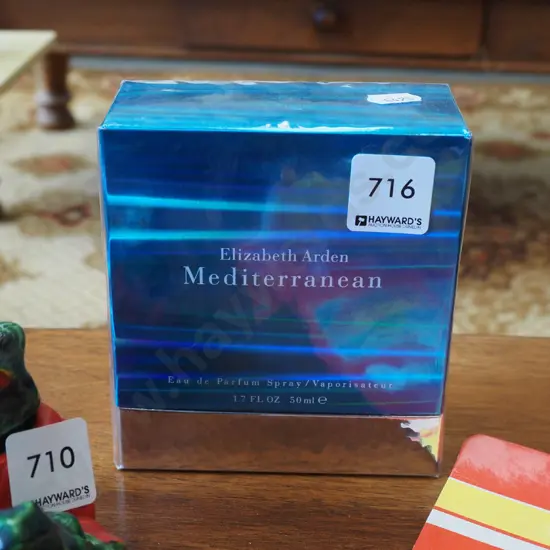 716
HAYWARD'S
Elizabeth Arden
Mediterranean
Eau de Parfum Spray/Vaporisateur
1.7 FL OZ 50ml ℮
710
HAYWARD'S